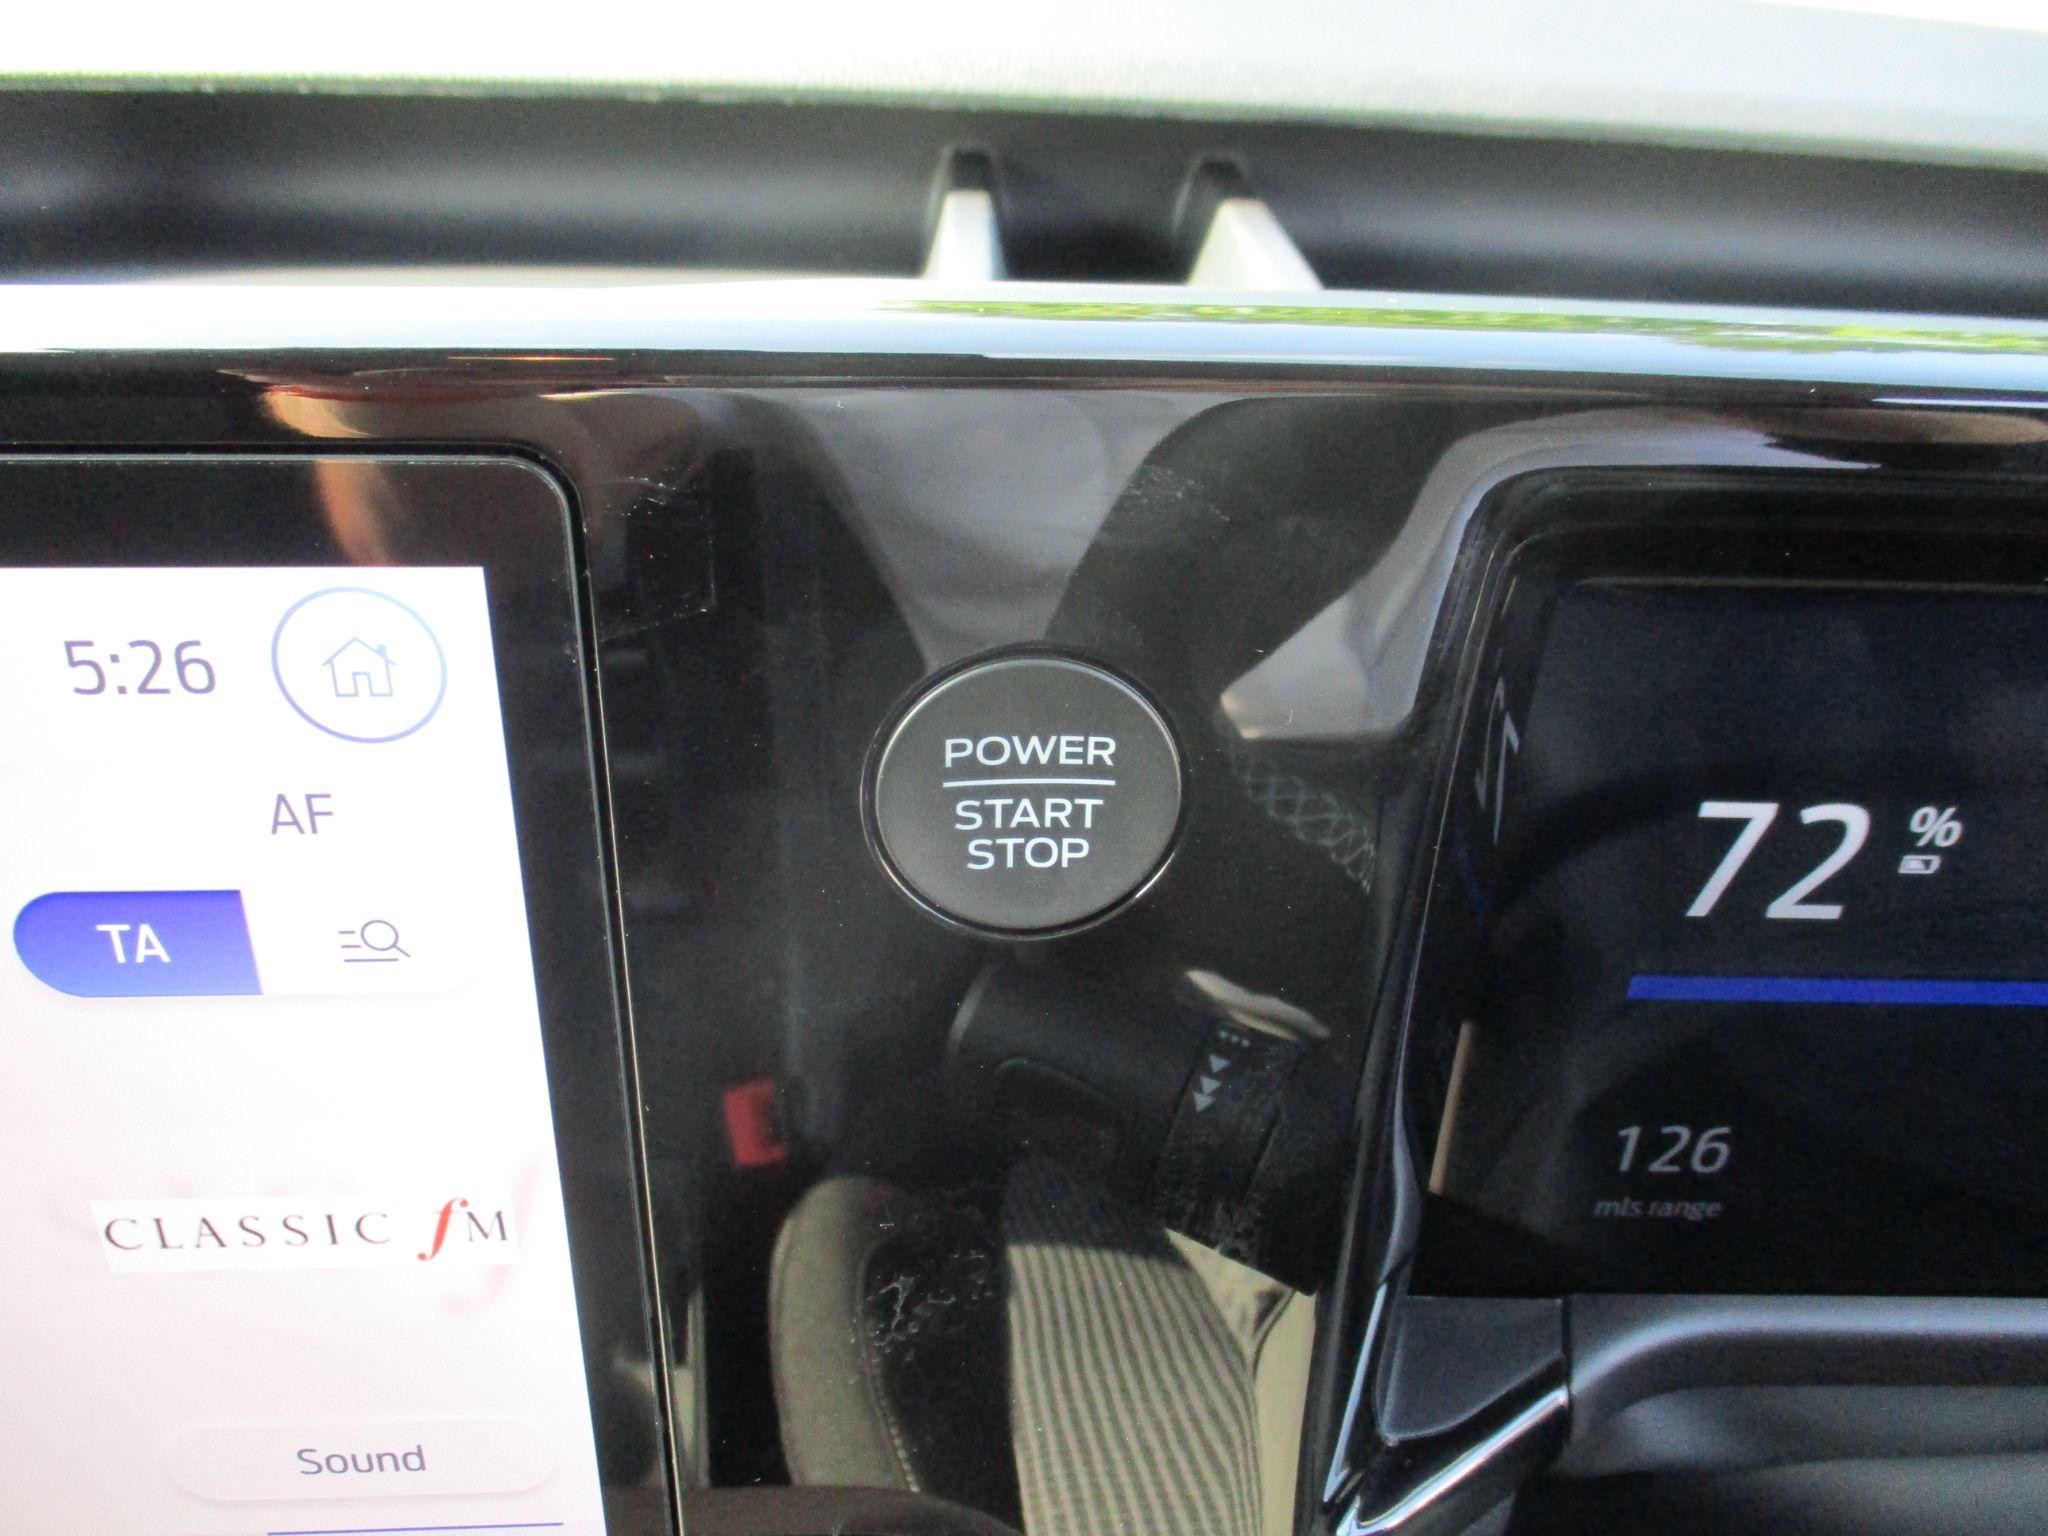 5:26
AF
TA
CLASSIC fM
Sound
POWER
START
STOP
72 %
126
mls range